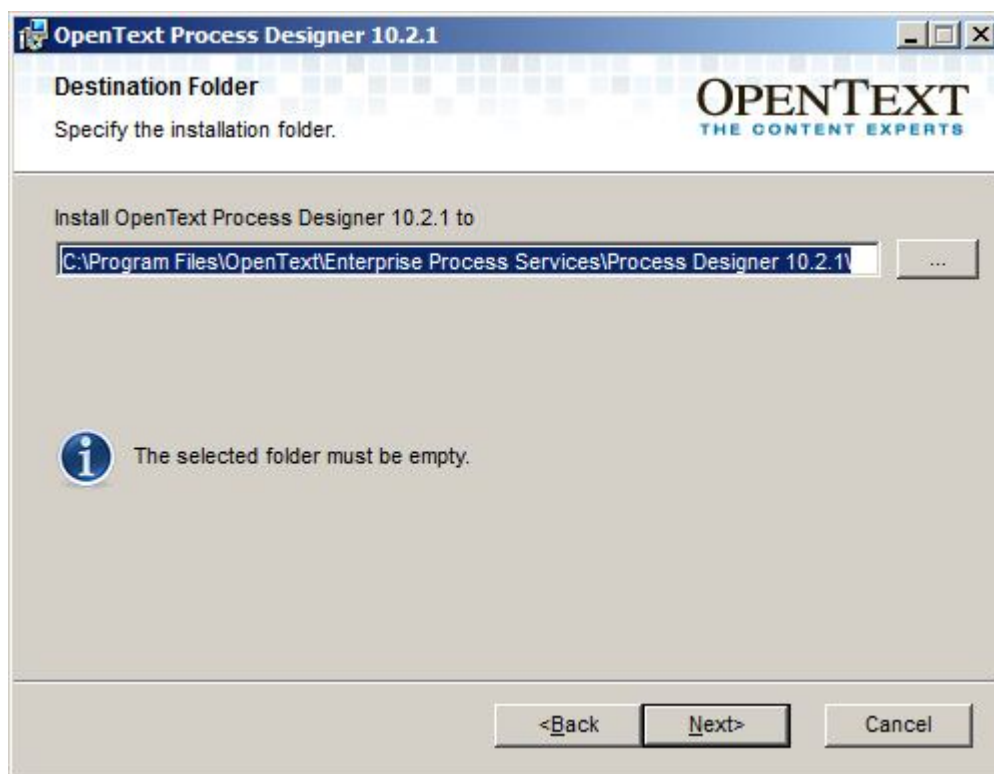 OpenText Process Designer 10.2.1
Destination Folder
Specify the installation folder.
OPENTEXT
THE CONTENT EXPERTS
Install OpenText Process Designer 10.2.1 to
C:\Program Files\OpenText\Enterprise Process Services\Process Designer 10.2.1\
...
The selected folder must be empty.
<Back
Next>
Cancel